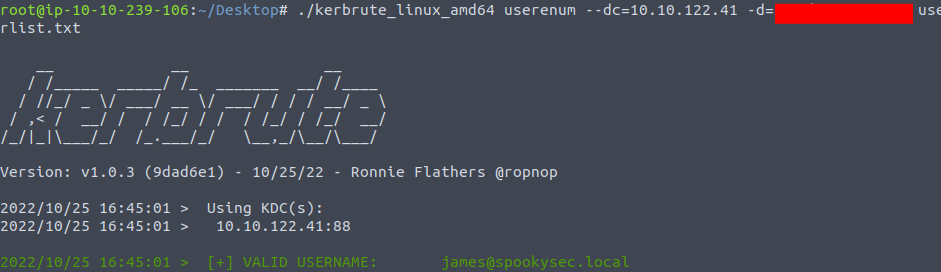 root@ip-10-10-239-106:~/Desktop# ./kerbrute_linux_amd64 userenum --dc=10.10.122.41 -d= use
rlist.txt
    __             __               __
   / /_____  _____/ /_  _______  __/ /____
  / //_/ _ \/ ___/ __ \/ ___/ / / / __/ _ \
 / ,< /  __/ /  / /_/ / /  / /_/ / /_/  __/
/_/|_|\___/_/  /_.___/_/   \__,_/\__/\___/
Version: v1.0.3 (9dad6e1) - 10/25/22 - Ronnie Flathers @ropnop
2022/10/25 16:45:01 >  Using KDC(s):
2022/10/25 16:45:01 >   10.10.122.41:88
2022/10/25 16:45:01 >  [+] VALID USERNAME:       james@spookysec.local